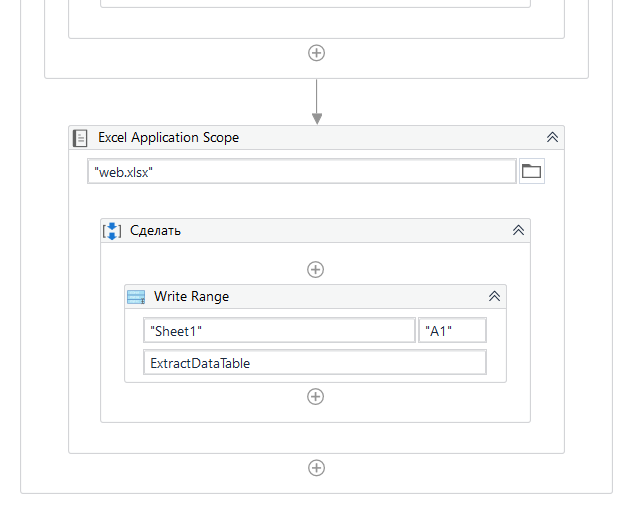 Excel Application Scope
"web.xlsx"
Сделать
Write Range
"Sheet1" "A1"
ExtractDataTable